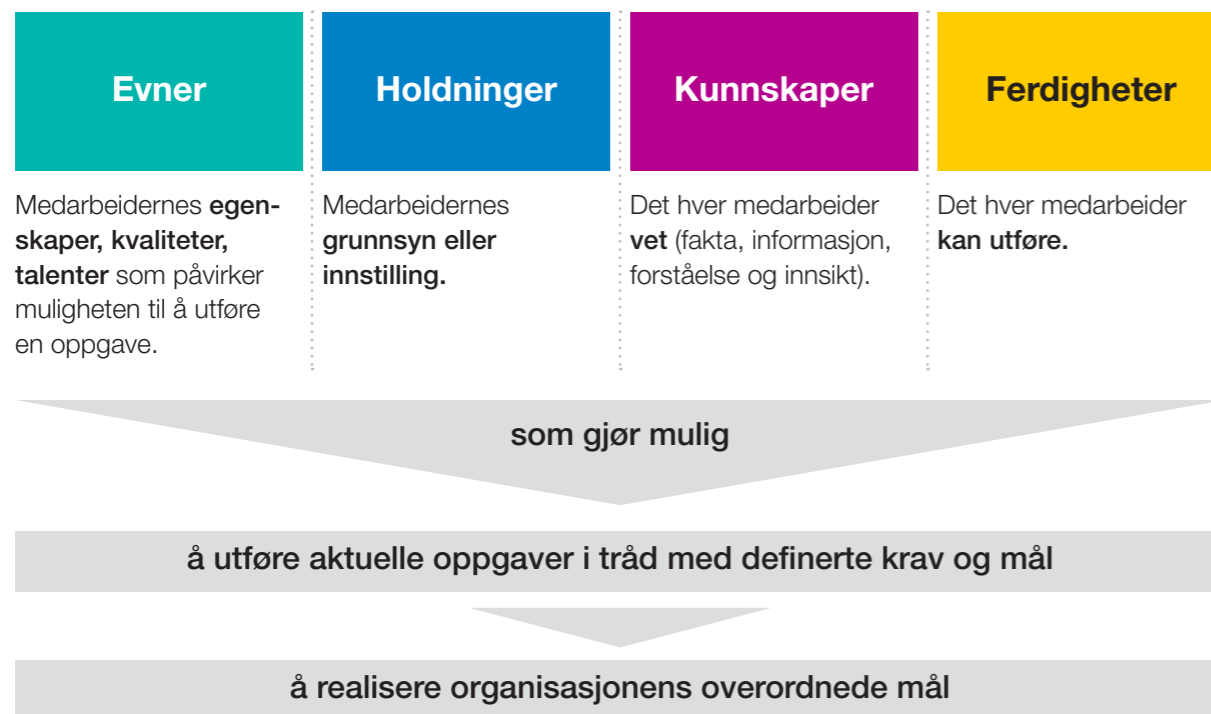 Evner
Holdninger
Kunnskaper
Ferdigheter
Medarbeidernes egen-
skaper, kvaliteter,
talenter som påvirker
muligheten til å utføre
en oppgave.
Medarbeidernes
grunnsyn eller
innstilling.
Det hver medarbeider
vet (fakta, informasjon,
forståelse og innsikt).
Det hver medarbeider
kan utføre.
som gjør mulig
å utføre aktuelle oppgaver i tråd med definerte krav og mål
å realisere organisasjonens overordnede mål